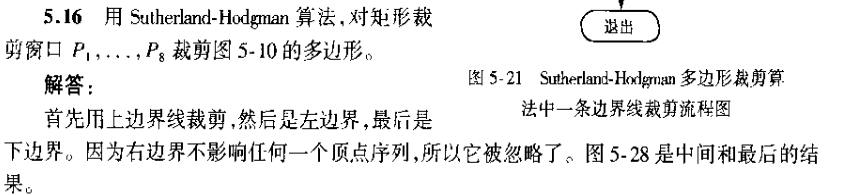 5.16 用 Sutherland-Hodgman 算法,对矩形裁
剪窗口 P₁,...,P₈ 裁剪图 5-10 的多边形。
解答:
首先用上边界线裁剪,然后是左边界,最后是
下边界。因为右边界不影响任何一个顶点序列,所以它被忽略了。图 5-28 是中间和最后的结
果。
退出
图 5-21 Sutherland-Hodgman 多边形裁剪算
法中一条边界线裁剪流程图